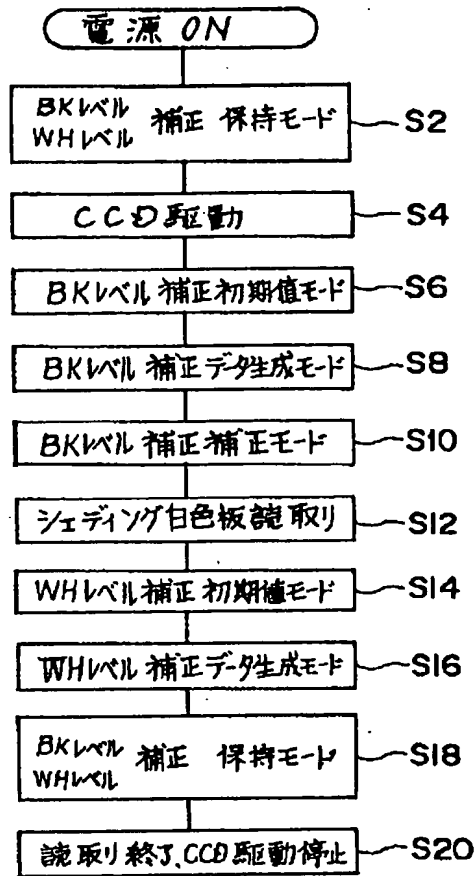 電源 ON
BKレベル
WHレベル 補正 保持モード
S2
CCD駆動
S4
BKレベル補正初期値モード
S6
BKレベル補正データ生成モード
S8
BKレベル補正補正モード
S10
シェディング白色板読取り
S12
WHレベル補正初期値モード
S14
WHレベル補正データ生成モード
S16
BKレベル
WHレベル 補正 保持モード
S18
読取り終了、CCD駆動停止
S20